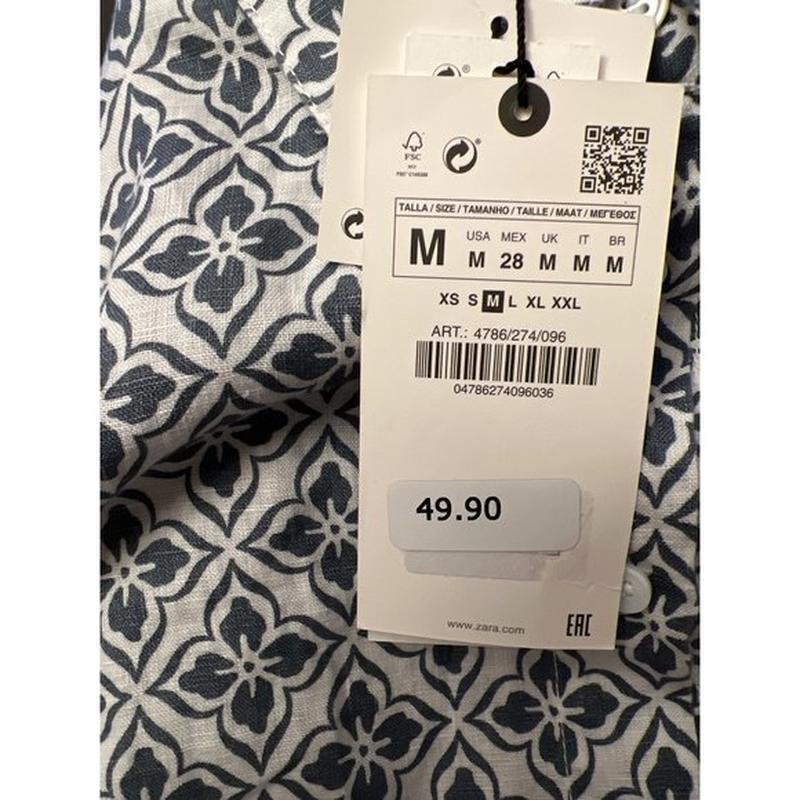 FSC
TALLA / SIZE / TAMANHO / TAILLE / MAAT / ΜΕΓΕΘΟΣ
M
USA MEX UK IT BR
M 28 M M M
XS S M L XL XXL
ART.: 4786/274/096
04786274096036
49.90
www.zara.com
EAC